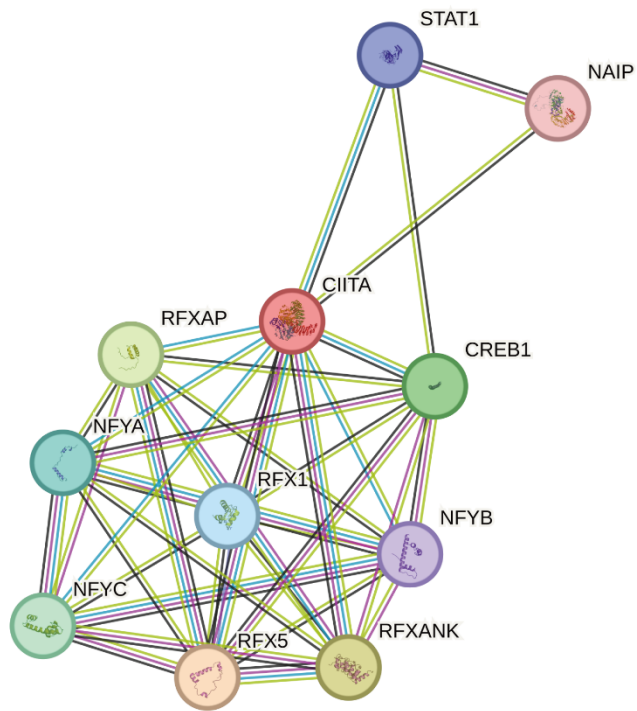 STAT1
NAIP
CIITA
RFXAP
CREB1
NFYA
RFX1
NFYB
NFYC
RFXANK
RFX5